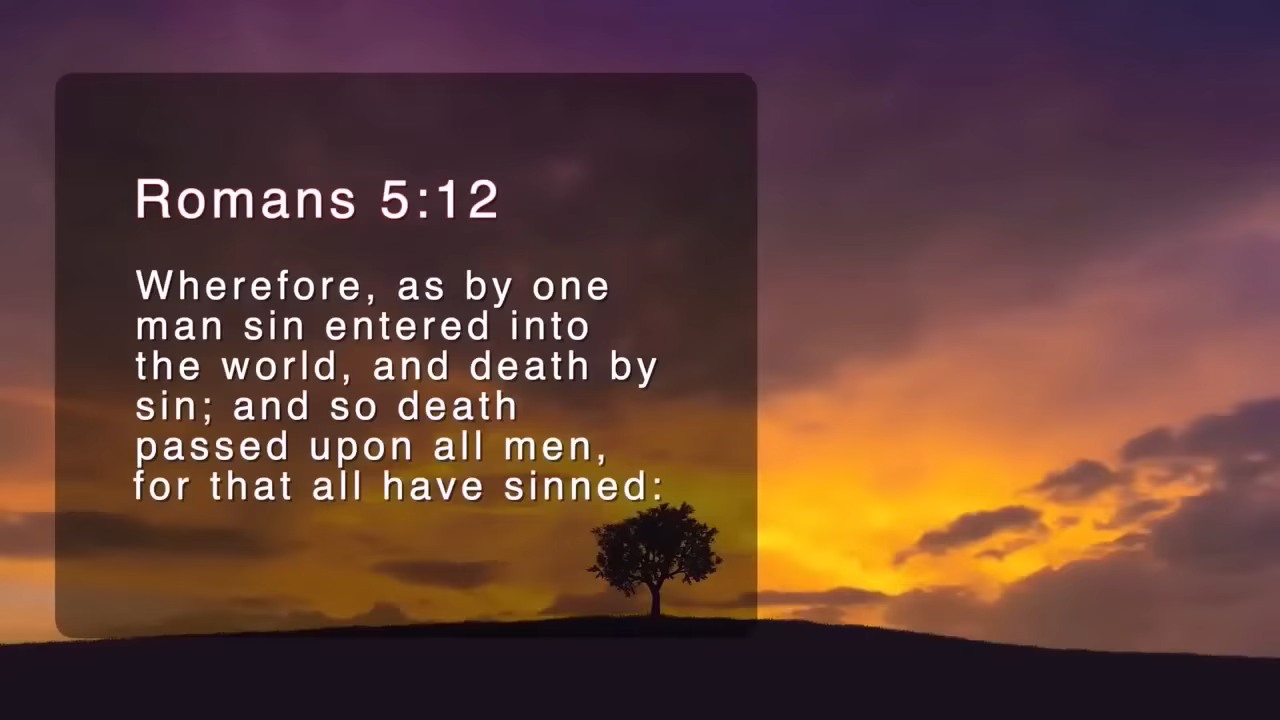 Romans 5:12
Wherefore, as by one
man sin entered into
the world, and death by
sin; and so death
passed upon all men,
for that all have sinned: